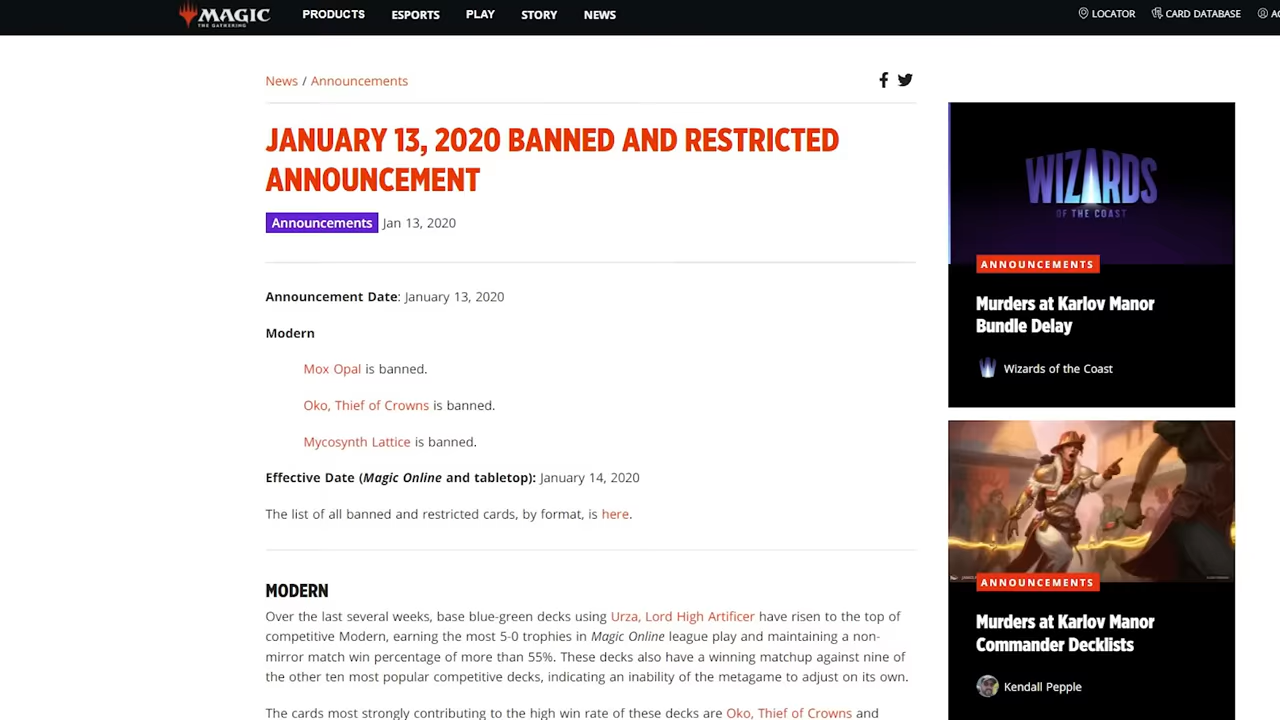 MAGIC
THE GATHERING
PRODUCTS
ESPORTS
PLAY
STORY
NEWS
LOCATOR
CARD DATABASE
News / Announcements
JANUARY 13, 2020 BANNED AND RESTRICTED
ANNOUNCEMENT
Announcements Jan 13, 2020
Announcement Date: January 13, 2020
Modern
Mox Opal is banned.
Oko, Thief of Crowns is banned.
Mycosynth Lattice is banned.
Effective Date (Magic Online and tabletop): January 14, 2020
The list of all banned and restricted cards, by format, is here.
MODERN
Over the last several weeks, base blue-green decks using Urza, Lord High Artificer have risen to the top of
competitive Modern, earning the most 5-0 trophies in Magic Online league play and maintaining a non-
mirror match win percentage of more than 55%. These decks also have a winning matchup against nine of
the other ten most popular competitive decks, indicating an inability of the metagame to adjust on its own.
The cards most strongly contributing to the high win rate of these decks are Oko, Thief of Crowns and
WIZARDS
OF THE COAST
ANNOUNCEMENTS
Murders at Karlov Manor
Bundle Delay
Wizards of the Coast
ANNOUNCEMENTS
Murders at Karlov Manor
Commander Decklists
Kendall Pepple